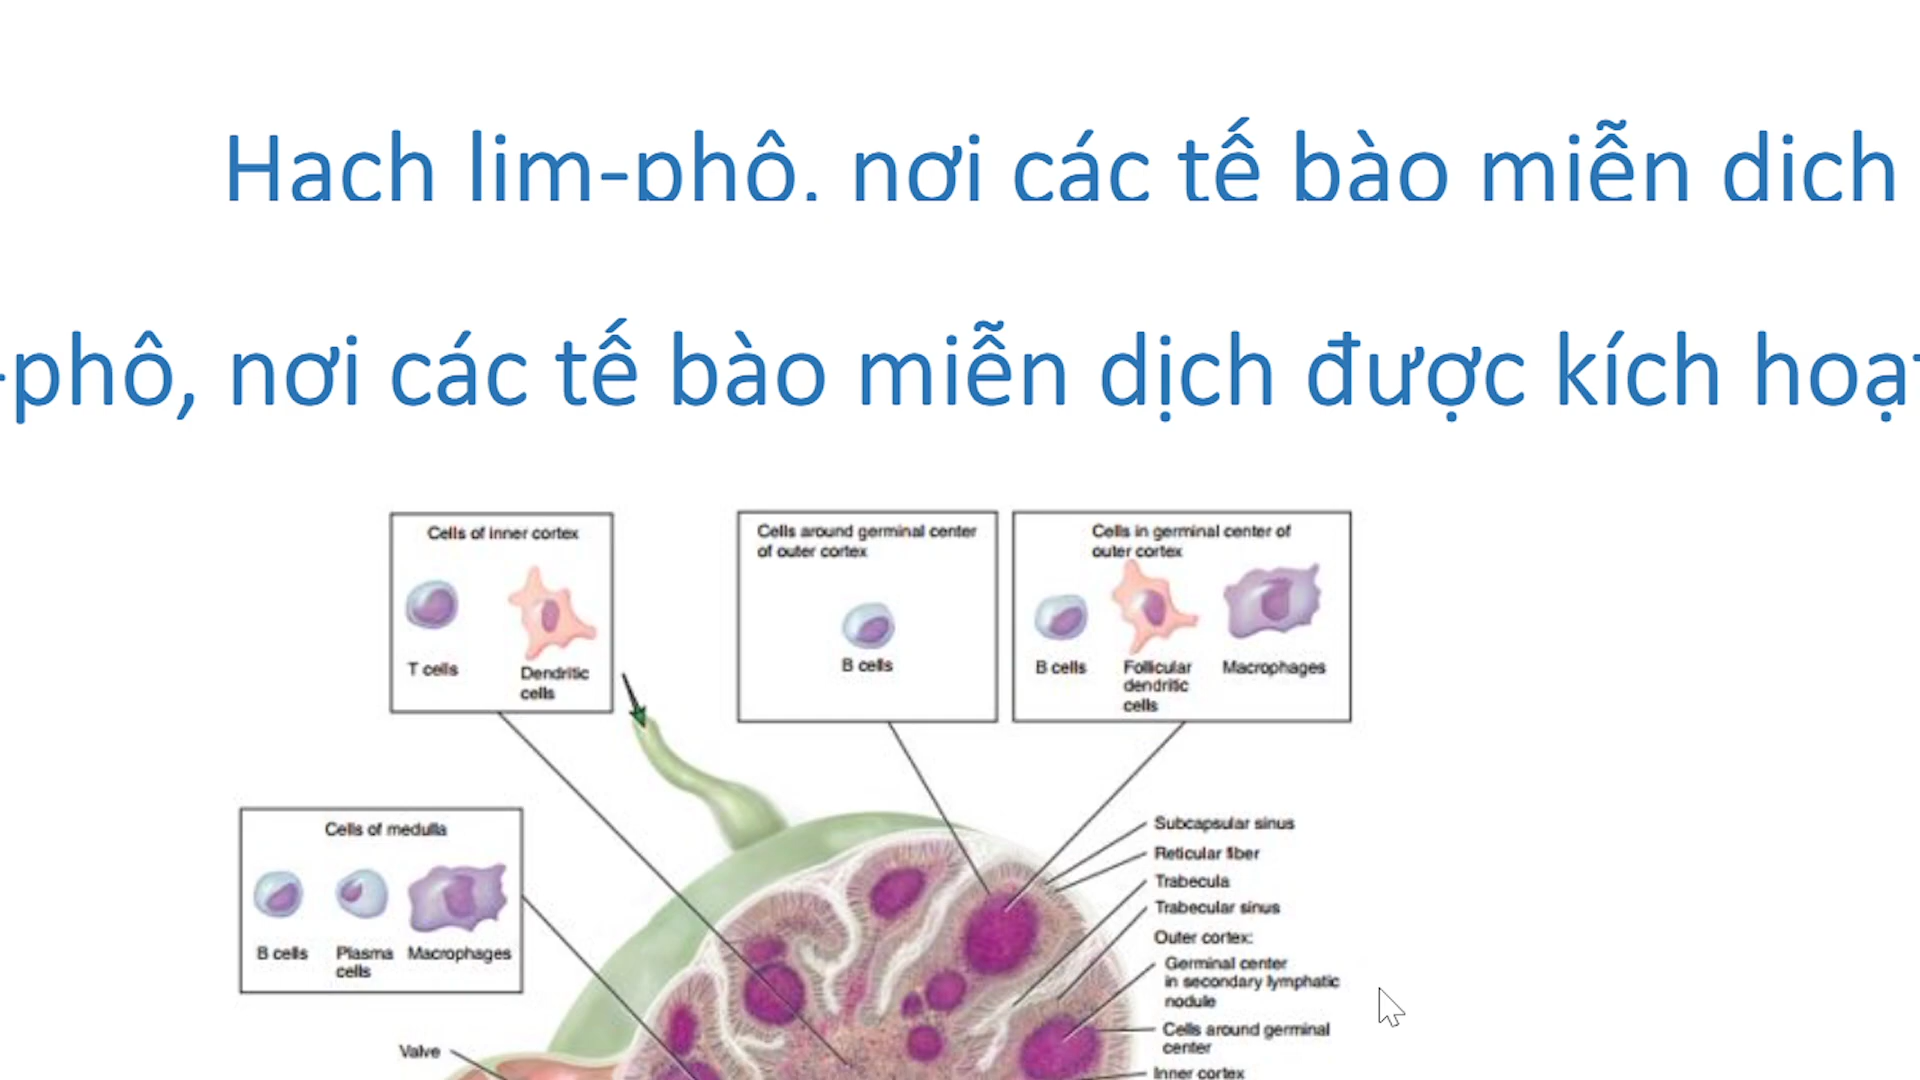 Hạch lim-phô, nơi các tế bào miễn dịch
-phô, nơi các tế bào miễn dịch được kích hoạt
Cells of inner cortex
T cells
Dendritic
cells
Cells around germinal center
of outer cortex
B cells
Cells in germinal center of
outer cortex
B cells
Follicular
dendritic
cells
Macrophages
Cells of medulla
B cells
Plasma
cells
Macrophages
Subcapsular sinus
Reticular fiber
Trabecula
Trabecular sinus
Outer cortex:
Germinal center
in secondary lymphatic
nodule
Cells around germinal
center
Inner cortex
Valve